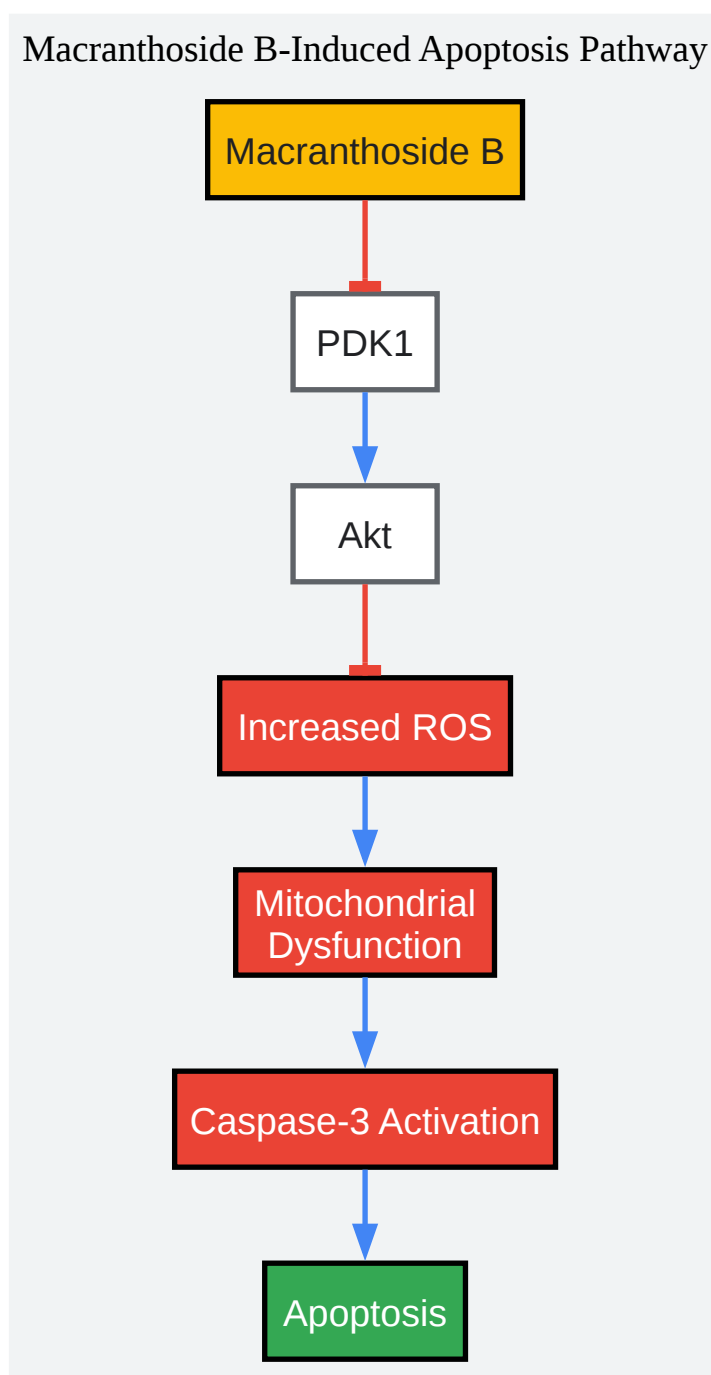 Macranthoside B-Induced Apoptosis Pathway
Macranthoside B
PDK1
Akt
Increased ROS
Mitochondrial
Dysfunction
Caspase-3 Activation
Apoptosis